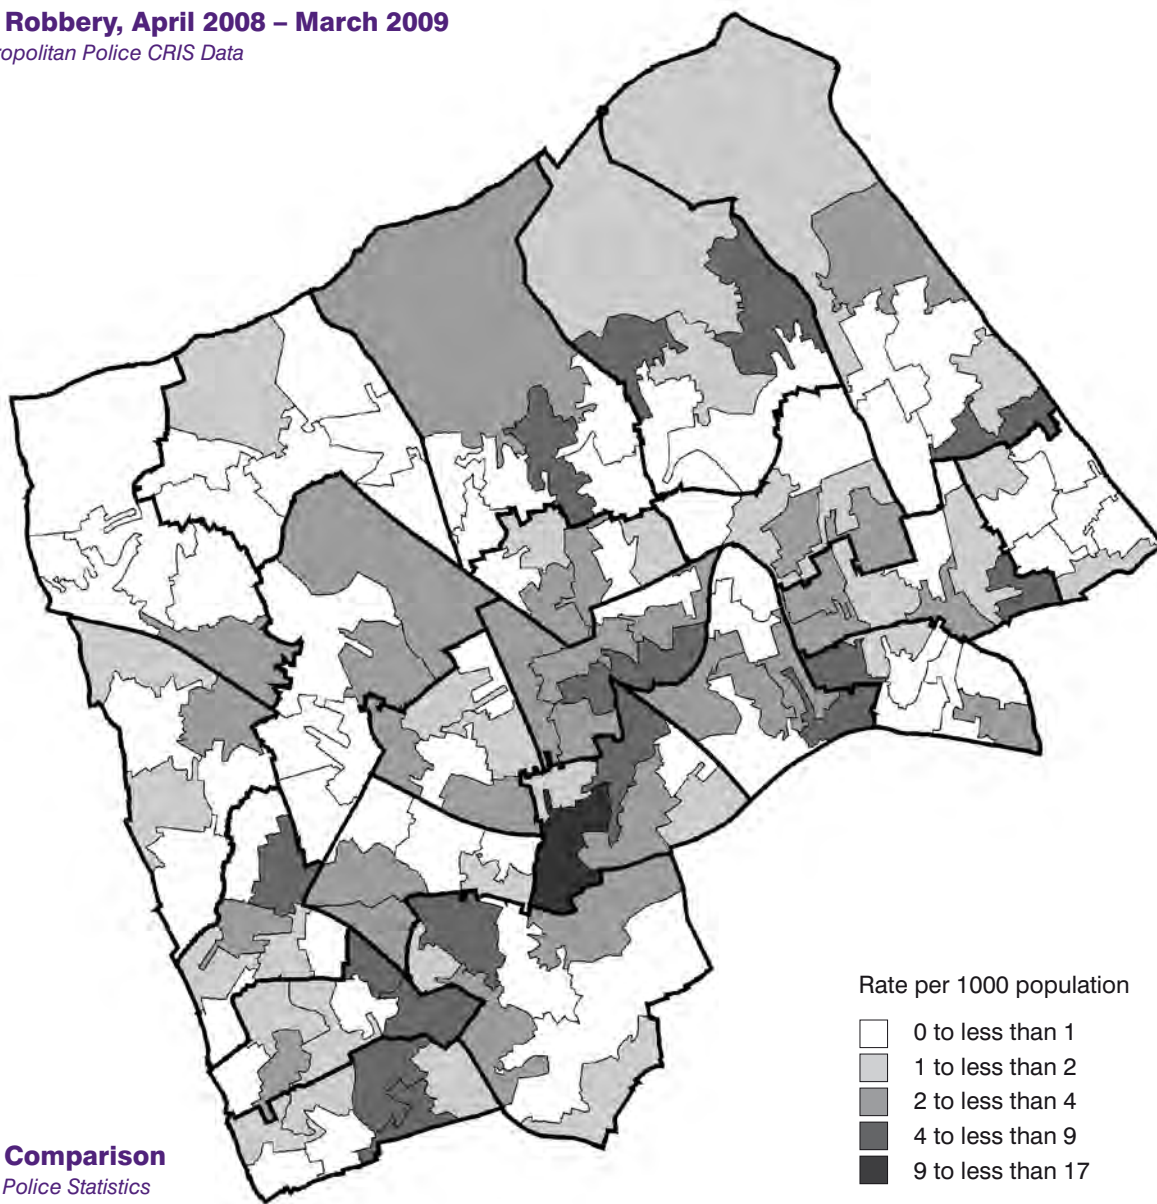 Robbery, April 2008 – March 2009
ropolitan Police CRIS Data
Rate per 1000 population
0 to less than 1
1 to less than 2
2 to less than 4
4 to less than 9
9 to less than 17
Comparison
Police Statistics